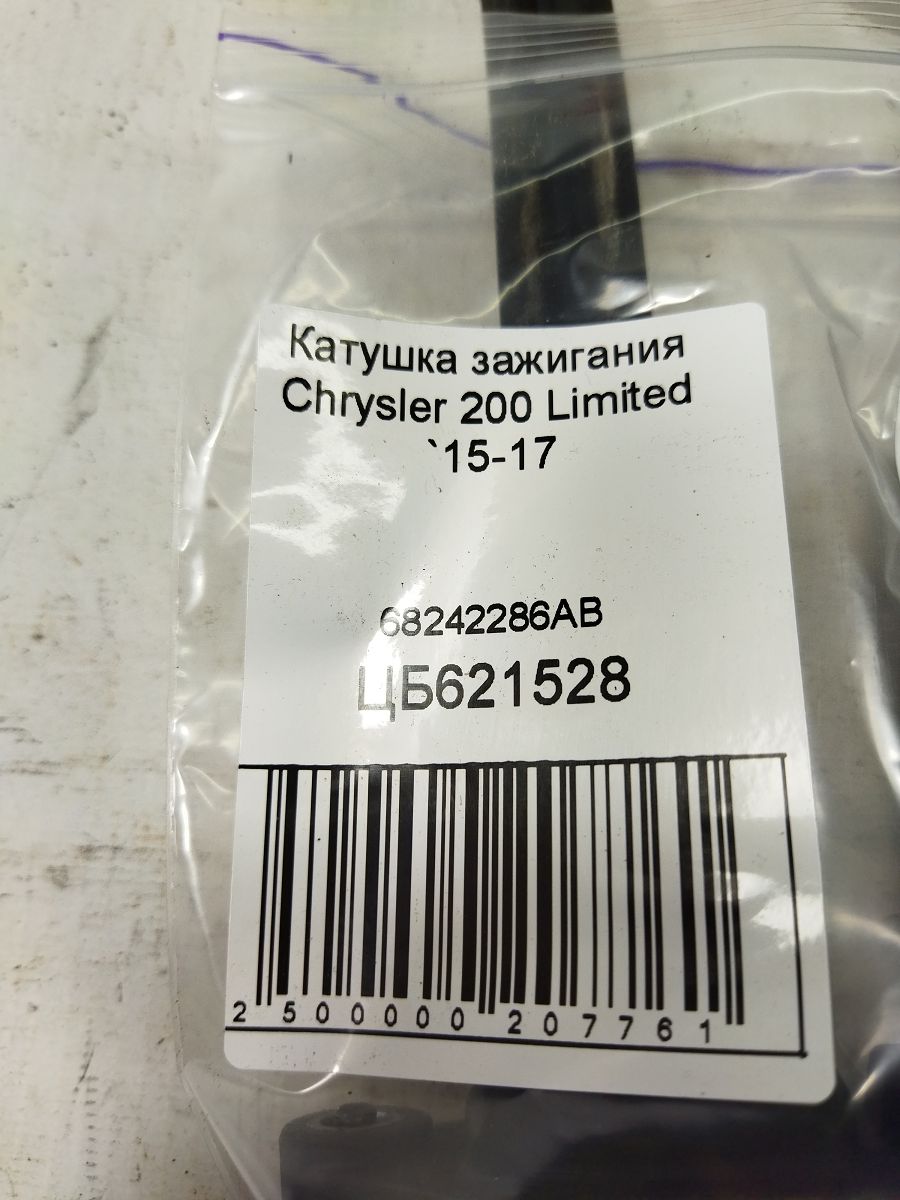 Катушка зажигания
Chrysler 200 Limited
`15-17
68242286AB
ЦБ621528
2 500000 207761